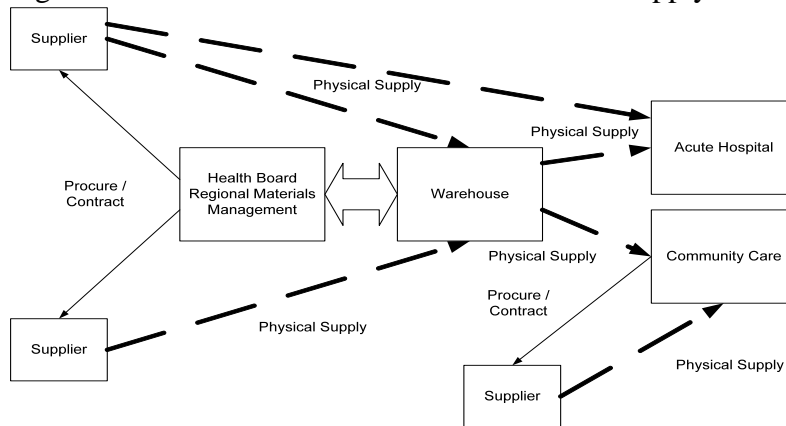 upply
Supplier
Physical Supply
Physical Supply
Acute Hospital
Health Board
Regional Materials
Management
Warehouse
Procure /
Contract
Physical Supply
Community Care
Procure /
Contract
Supplier
Physical Supply
Physical Supply
Supplier